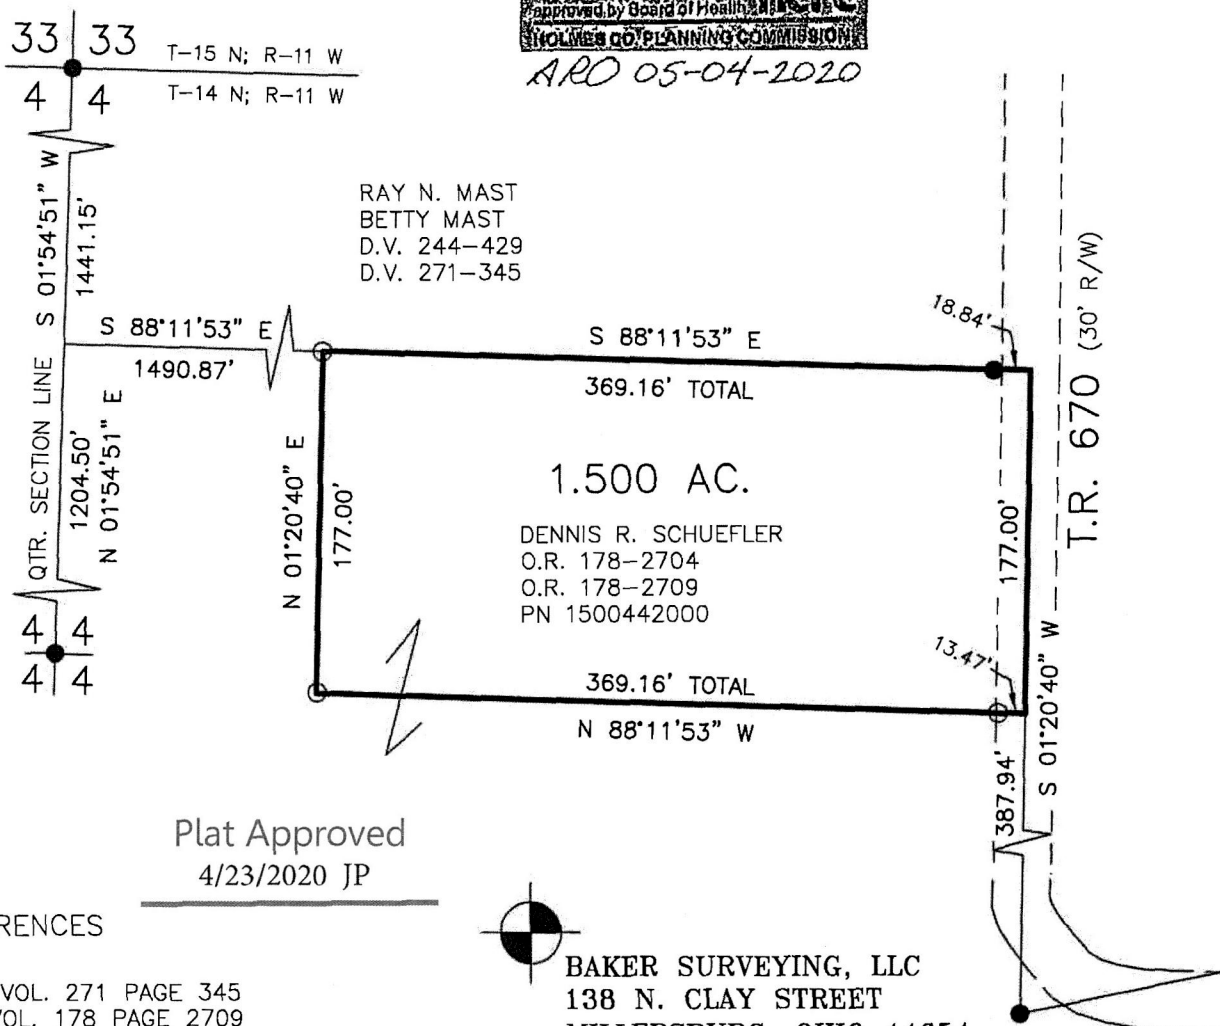 approved by Board of Health
HOLMES CO. PLANNING COMMISSION
ARO 05-04-2020
33 33
T-15 N; R-11 W
4 4
T-14 N; R-11 W
S 01°54'51" W
1441.15'
RAY N. MAST
BETTY MAST
D.V. 244-429
D.V. 271-345
S 88°11'53" E
1490.87'
S 88°11'53" E
369.16' TOTAL
18.84'
T.R. 670 (30' R/W)
QTR. SECTION LINE
1204.50'
N 01°54'51" E
N 01°20'40" E
177.00'
1.500 AC.
DENNIS R. SCHUEFLER
O.R. 178-2704
O.R. 178-2709
PN 1500442000
177.00'
S 01°20'40" W
13.47'
4 4
4 4
369.16' TOTAL
N 88°11'53" W
387.94'
Plat Approved
4/23/2020 JP
RENCES
VOL. 271 PAGE 345
VOL. 178 PAGE 2709
BAKER SURVEYING, LLC
138 N. CLAY STREET
MILLERSBURG, OHIO 44654